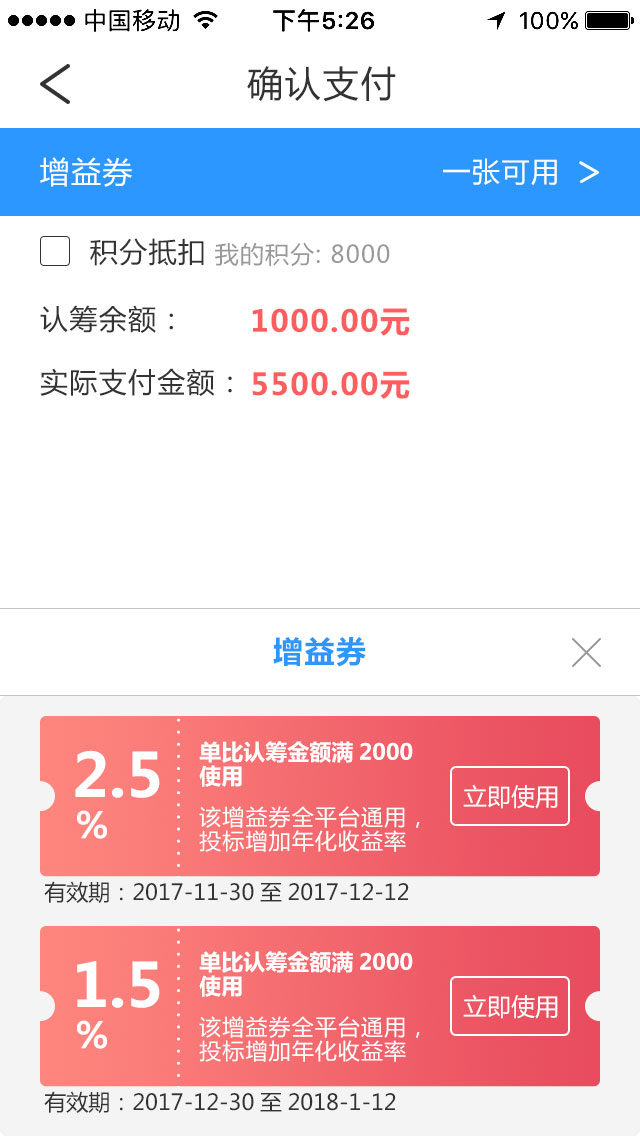 中国移动 下午5:26 100%
确认支付
增益券 一张可用 >
积分抵扣 我的积分: 8000
认筹余额： 1000.00元
实际支付金额： 5500.00元
增益券
2.5
%
单比认筹金额满 2000
使用
该增益券全平台通用，
投标增加年化收益率
立即使用
有效期：2017-11-30 至 2017-12-12
1.5
%
单比认筹金额满 2000
使用
该增益券全平台通用，
投标增加年化收益率
立即使用
有效期：2017-12-30 至 2018-1-12